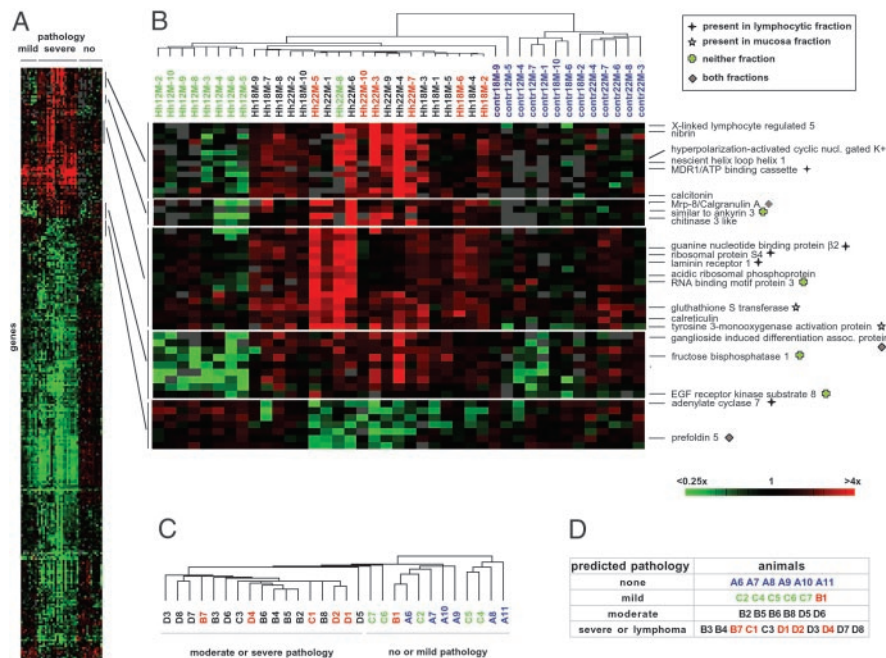 A
pathology
mild severe no
genes
B
Hh12M-2
Hh12M-10
Hh12M-9
Hh12M-3
Hh12M-4
Hh12M-6
Hh12M-5
Hh18M-9
Hh18M-7
Hh18M-8
Hh22M-2
Hh18M-10
Hh22M-5
Hh22M-1
Hh22M-8
Hh22M-6
Hh22M-10
Hh22M-3
Hh22M-9
Hh22M-4
Hh22M-7
Hh18M-3
Hh18M-1
Hh18M-5
Hh18M-6
Hh18M-4
Hh18M-2
contr18M-9
contr12M-5
contr12M-4
contr12M-1
contr18M-10
contr18M-6
contr18M-2
contr22M-4
contr22M-7
contr22M-6
contr22M-8
contr22M-3
present in lymphocytic fraction
present in mucosa fraction
neither fraction
both fractions
X-linked lymphocyte regulated 5
nibrin
hyperpolarization-activated cyclic nucl. gated K+
nescient helix loop helix 1
MDR1/ATP binding cassette
calcitonin
Mrp-8/Calgranulin A
similar to ankyrin 3
chitinase 3 like
guanine nucleotide binding protein β2
ribosomal protein S4
laminin receptor 1
acidic ribosomal phosphoprotein
RNA binding motif protein 3
gluthathione S transferase
calreticulin
tyrosine 3-monooxygenase activation protein
ganglioside induced differentiation assoc. protein
fructose bisphosphatase 1
EGF receptor kinase substrate 8
adenylate cyclase 7
prefoldin 5
<0.25x 1 >4x
C
D3 D8 D7 B7 B3 D6 C3 D4 B6 B4 B5 B2 C1 B8 D2 D1 D5 C7 C6 B1 A6 C2 A7 A10 A9 C5 C4 A8 A11
moderate or severe pathology no or mild pathology
D
predicted pathology animals
none A6 A7 A8 A9 A10 A11
mild C2 C4 C5 C6 C7 B1
moderate B2 B5 B6 B8 D5 D6
severe or lymphoma B3 B4 B7 C1 C3 D1 D2 D3 D4 D7 D8